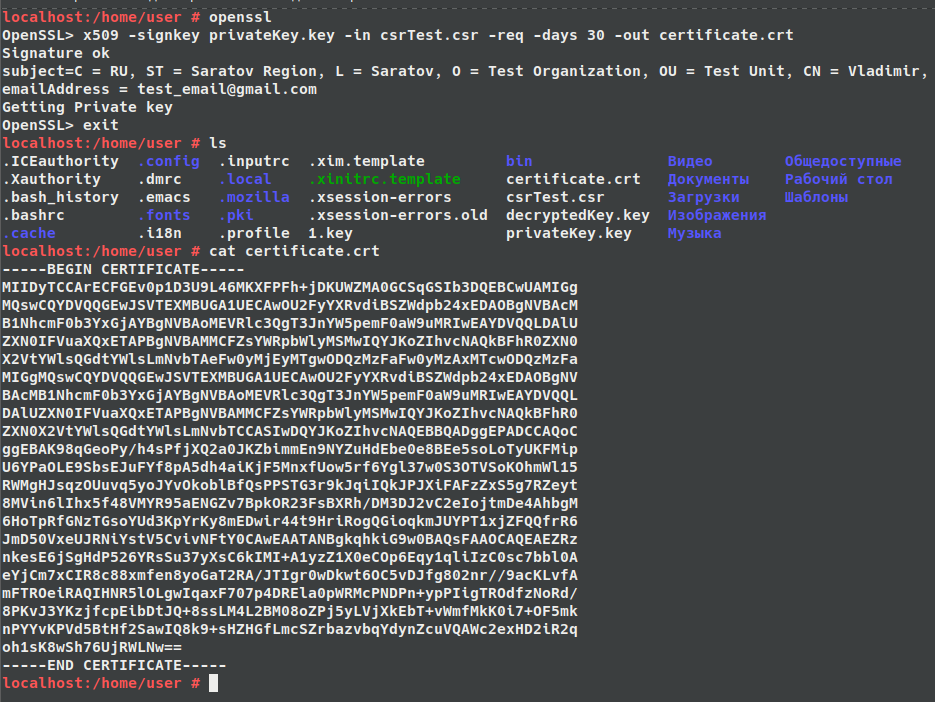 localhost:/home/user # openssl
OpenSSL> x509 -signkey privateKey.key -in csrTest.csr -req -days 30 -out certificate.crt
Signature ok
subject=C = RU, ST = Saratov Region, L = Saratov, O = Test Organization, OU = Test Unit, CN = Vladimir,
emailAddress = test_email@gmail.com
Getting Private key
OpenSSL> exit
localhost:/home/user # ls
.ICEauthority .config .inputrc .xim.template bin Видео Общедоступные
.Xauthority .dmrc .local .xinitrc.template certificate.crt Документы Рабочий стол
.bash_history .emacs .mozilla .xsession-errors csrTest.csr Загрузки Шаблоны
.bashrc .fonts .pki .xsession-errors.old decryptedKey.key Изображения
.cache .i18n .profile 1.key privateKey.key Музыка
localhost:/home/user # cat certificate.crt
-----BEGIN CERTIFICATE-----
MIIDyTCCArECFGEv0p1D3U9L46MKXFPFh+jDKUWZMA0GCSqGSIb3DQEBCwUAMIGg
MQswCQYDVQQGEwJSVTEXMBUGA1UECAwOU2FyYXRvdiBSZWdpb24xEDAOBgNVBAcM
B1NhcmF0b3YxGjAYBgNVBAoMEVRlc3QgT3JnYW5pemF0aW9uMRIwEAYDVQQLDAlU
ZXN0IFVuaXQxETAPBgNVBAMMCFZsYWRpbWlyMSMwIQYJKoZIhvcNAQkBFhR0ZXN0
X2VtYWlsQGdtYWlsLmNvbTAeFw0yMjEyMTgwODQzMzFaFw0yMzAxMTcwODQzMzFa
MIGgMQswCQYDVQQGEwJSVTEXMBUGA1UECAwOU2FyYXRvdiBSZWdpb24xEDAOBgNV
BAcMB1NhcmF0b3YxGjAYBgNVBAoMEVRlc3QgT3JnYW5pemF0aW9uMRIwEAYDVQQL
DAlUZXN0IFVuaXQxETAPBgNVBAMMCFZsYWRpbWlyMSMwIQYJKoZIhvcNAQkBFhR0
ZXN0X2VtYWlsQGdtYWlsLmNvbTCCASIwDQYJKoZIhvcNAQEBBQADggEPADCCAQoC
ggEBAK98qGeoPy/h4sPfjXQ2a0JKZbimmEn9NYZuHdEbe0e8BEe5soLoTyUKFMip
U6YPaOLE9SbsEJuFYf8pA5dh4aiKjF5MnxfUow5rf6Ygl37w0S3OTVSoKOhmWl15
RWMgHJsqzOUuvq5yoJYvOkoblBfQsPPSTG3r9kJqiIQkJPJXiFAFzZxS5g7RZeyt
8MVin6lIhx5f48VMYR95aENGZv7BpkOR23FsBXRh/DM3DJ2vC2eIojtmDe4AhbgM
6HoTpRfGNzTGsoYUd3KpYrKy8mEDwir44t9HriRogQGioqkmJUYPT1xjZFQQfrR6
JmD50VxeUJRNiYstV5CvivNFtY0CAwEAATANBgkqhkiG9w0BAQsFAAOCAQEAEZRz
nkesE6jSgHdP526YRsSu37yXsC6kIMI+A1yzZ1X0eCOp6Eqy1qliIzC0sc7bbl0A
eYjCm7xCIR8c88xmfen8yoGaT2RA/JTIgr0wDkwt6OC5vDJfg802nr//9acKLvfA
mFTROeiRAQIHNR5lOLgwIqaxF707p4DREla0pWRMcPNDPn+ypPIigTROdfzNoRd/
8PKvJ3YKzjfcpEibDtJQ+8ssLM4L2BM08oZPj5yLVjXkEbT+vWmfMkK0i7+OF5mk
nPYYvKPVd5BtHf2SawIQ8k9+sHZHGfLmcSZrbazvbqYdynZcuVQAWc2exHD2iR2q
oh1sK8wSh76UjRWLNw==
-----END CERTIFICATE-----
localhost:/home/user #